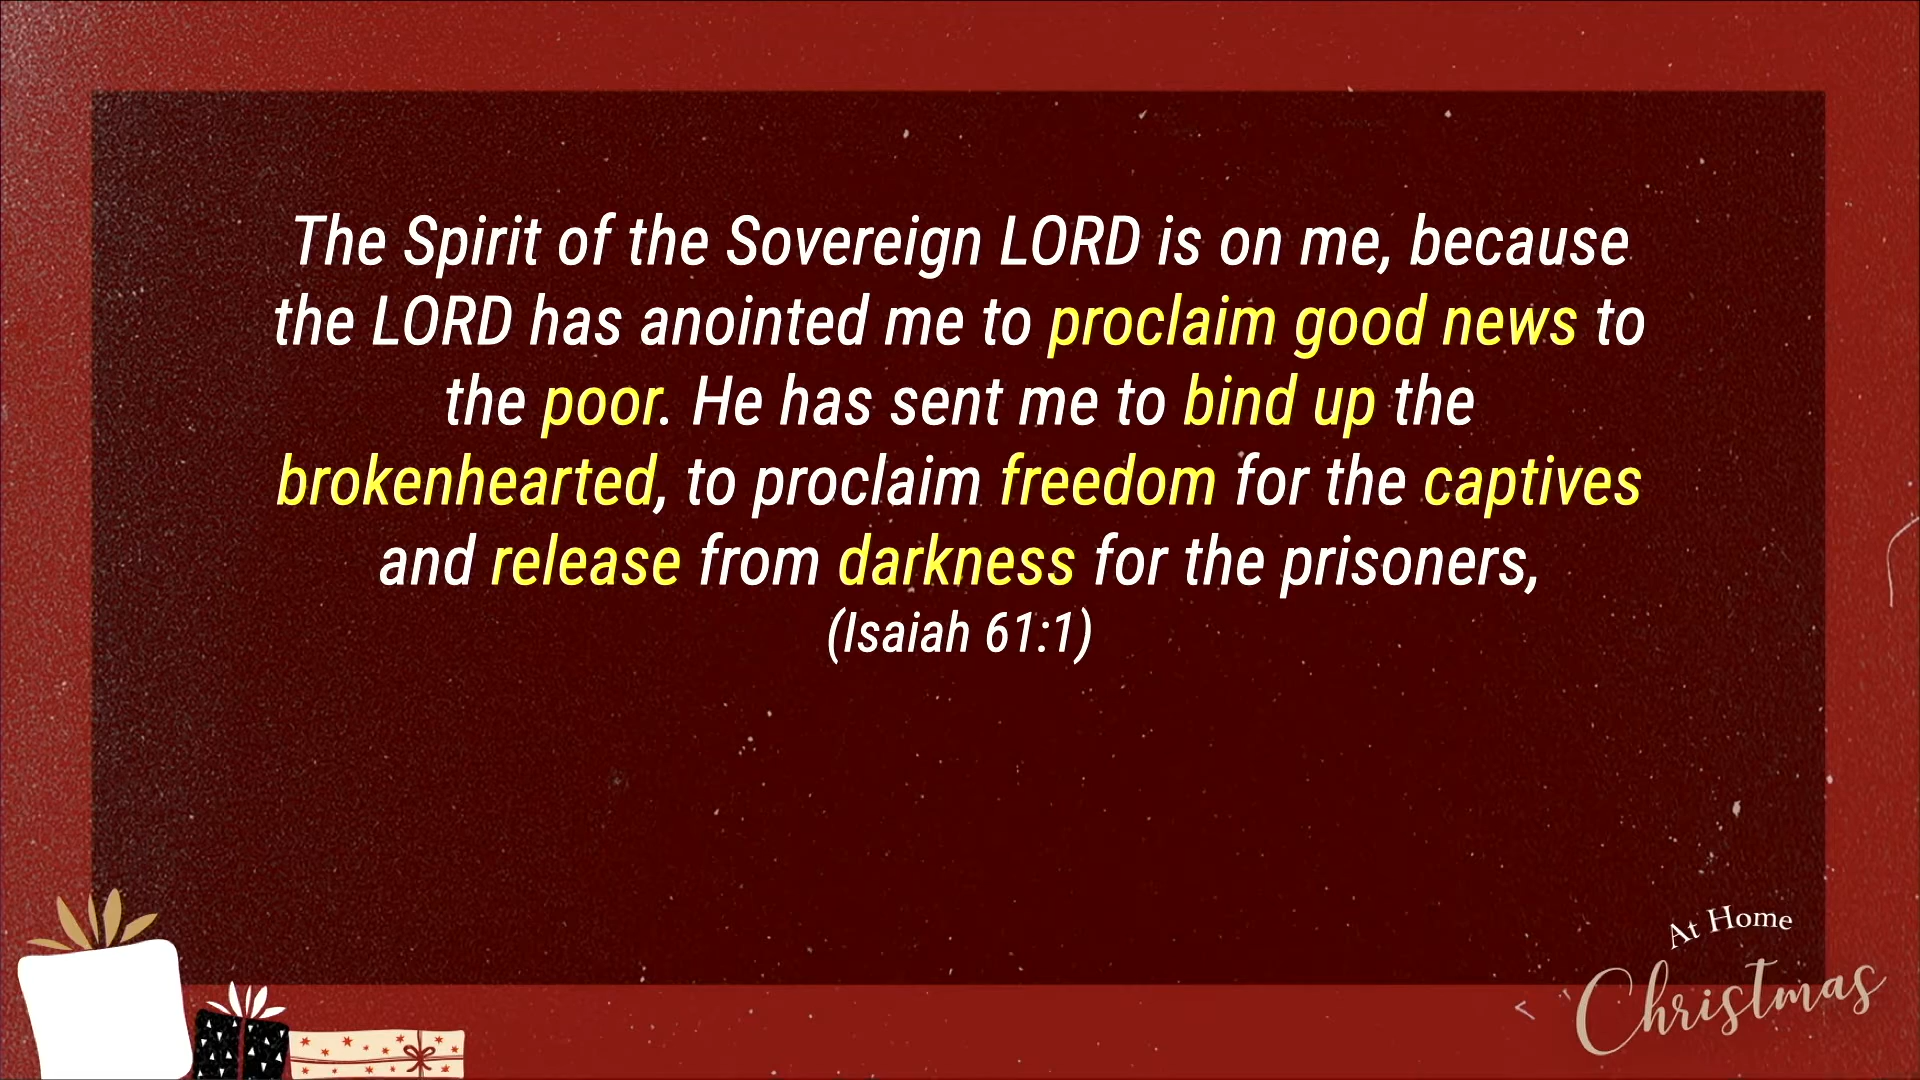 The Spirit of the Sovereign LORD is on me, because
the LORD has anointed me to proclaim good news to
the poor. He has sent me to bind up the
brokenhearted, to proclaim freedom for the captives
and release from darkness for the prisoners,
(Isaiah 61:1)
At Home
Christmas